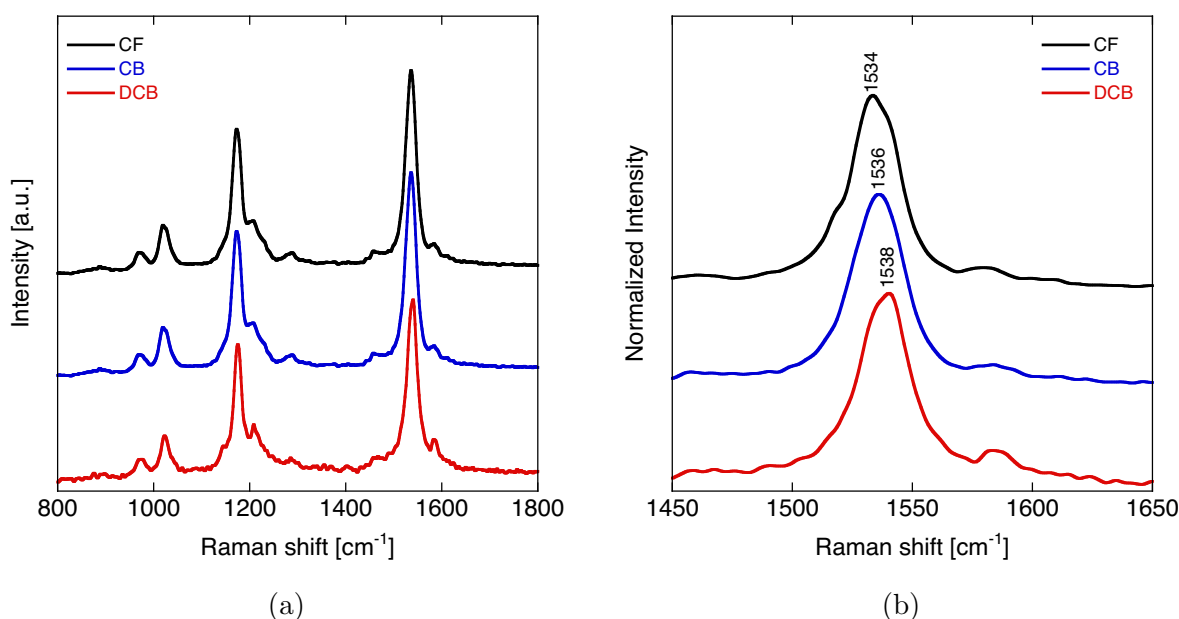 CF
CB
DCB
Intensity [a.u.]
800 1000 1200 1400 1600 1800
Raman shift [cm⁻¹]
(a)
CF
CB
DCB
1534
1536
1538
Normalized Intensity
1450 1500 1550 1600 1650
Raman shift [cm⁻¹]
(b)